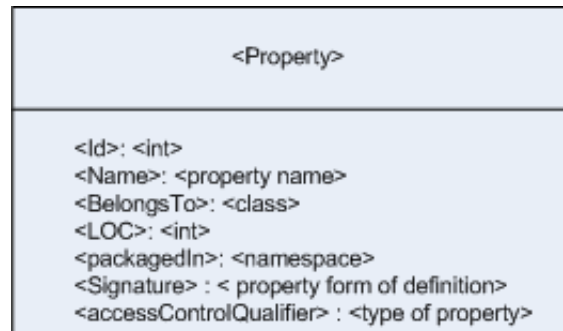 <Property>
<Id>: <int>
<Name>: <property name>
<BelongsTo>: <class>
<LOC>: <int>
<packagedIn>: <namespace>
<Signature> : < property form of definition>
<accessControlQualifier> : <type of property>